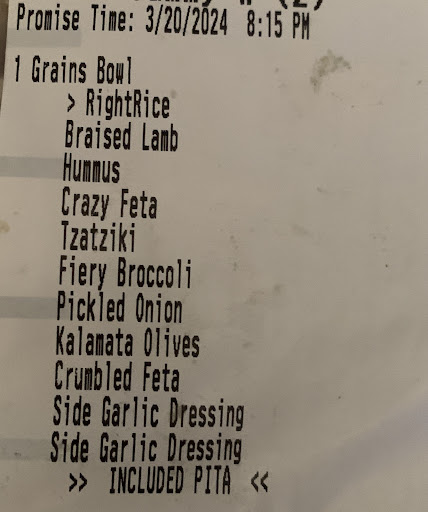 Promise Time: 3/20/2024 8:15 PM
1 Grains Bowl
> RightRice
Braised Lamb
Hummus
Crazy Feta
Tzatziki
Fiery Broccoli
Pickled Onion
Kalamata Olives
Crumbled Feta
Side Garlic Dressing
Side Garlic Dressing
>> INCLUDED PITA <<